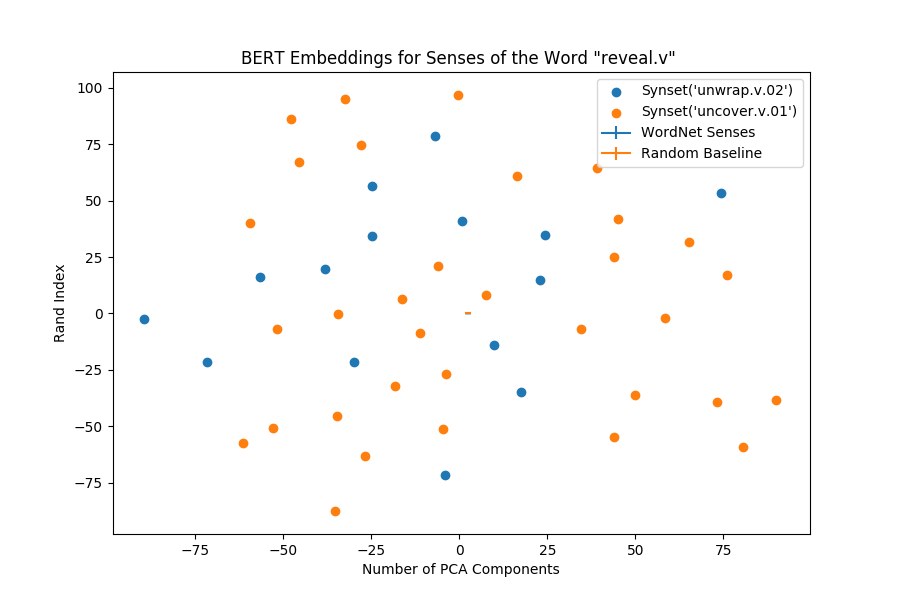 BERT Embeddings for Senses of the Word "reveal.v"
Synset('unwrap.v.02')
Synset('uncover.v.01')
WordNet Senses
Random Baseline
100
75
50
25
0
−25
−50
−75
Rand Index
−75
−50
−25
0
25
50
75
Number of PCA Components